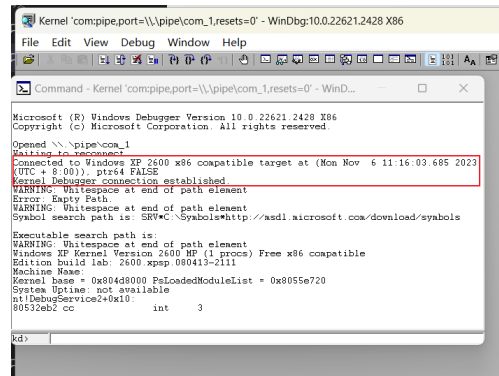 Kernel 'com:pipe,port=\\.\pipe\com_1,resets=0' - WinDbg:10.0.22621.2428 X86
File Edit View Debug Window Help
Command - Kernel 'com:pipe,port=\\.\pipe\com_1,resets=0' - WinD...
Microsoft (R) Windows Debugger Version 10.0.22621.2428 X86
Copyright (c) Microsoft Corporation. All rights reserved.
Opened \\.\pipe\com_1
Waiting to reconnect...
Connected to Windows XP 2600 x86 compatible target at (Mon Nov  6 11:16:03.685 2023
(UTC + 8:00)), ptr64 FALSE
Kernel Debugger connection established.
WARNING: Whitespace at end of path element
Error: Empty Path.
WARNING: Whitespace at end of path element
Symbol search path is: SRV*C:\Symbols*http://msdl.microsoft.com/download/symbols
Executable search path is:
WARNING: Whitespace at end of path element
Windows XP Kernel Version 2600 MP (1 procs) Free x86 compatible
Edition build lab: 2600.xpsp.080413-2111
Machine Name:
Kernel base = 0x804d8000 PsLoadedModuleList = 0x8055e720
System Uptime: not available
nt!DebugService2+0x10:
80532eb2 cc              int     3
kd>